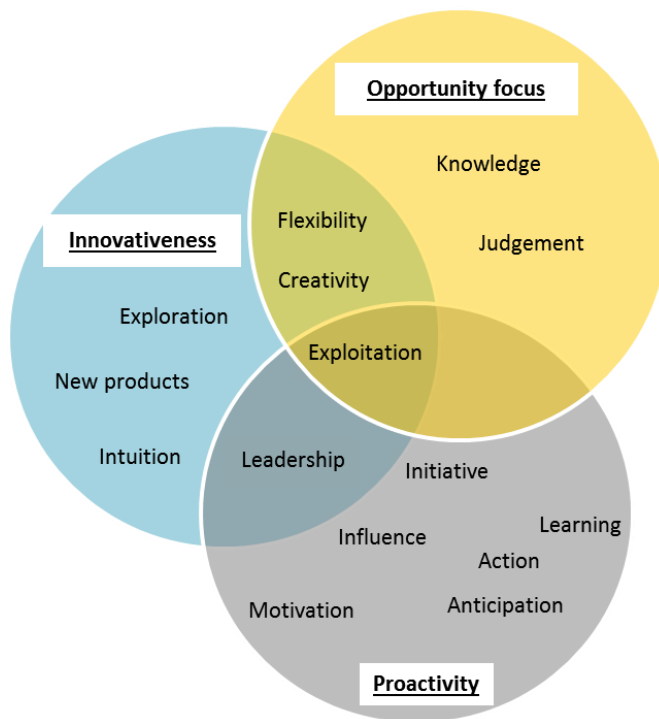 Opportunity focus
Knowledge
Flexibility
Judgement
Innovativeness
Creativity
Exploration
Exploitation
New products
Intuition
Leadership
Initiative
Learning
Influence
Action
Motivation
Anticipation
Proactivity